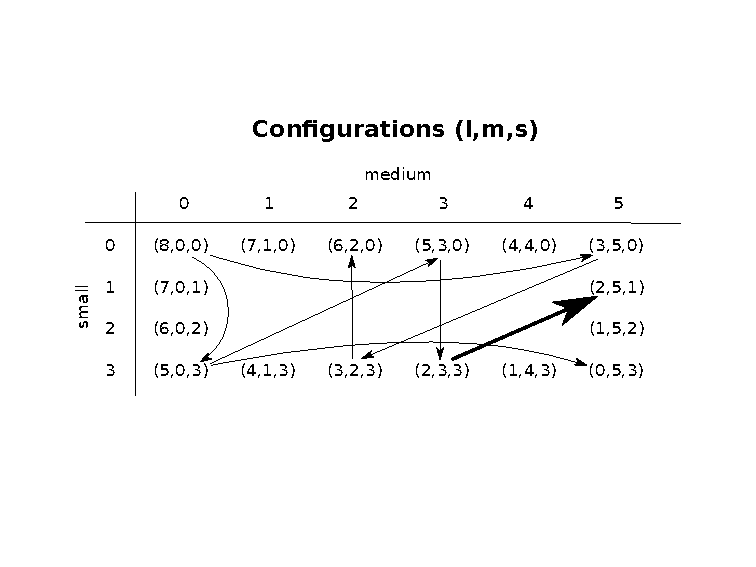 Configurations (l,m,s)
medium
0 1 2 3 4 5
small
0 (8,0,0) (7,1,0) (6,2,0) (5,3,0) (4,4,0) (3,5,0)
1 (7,0,1) (2,5,1)
2 (6,0,2) (1,5,2)
3 (5,0,3) (4,1,3) (3,2,3) (2,3,3) (1,4,3) (0,5,3)